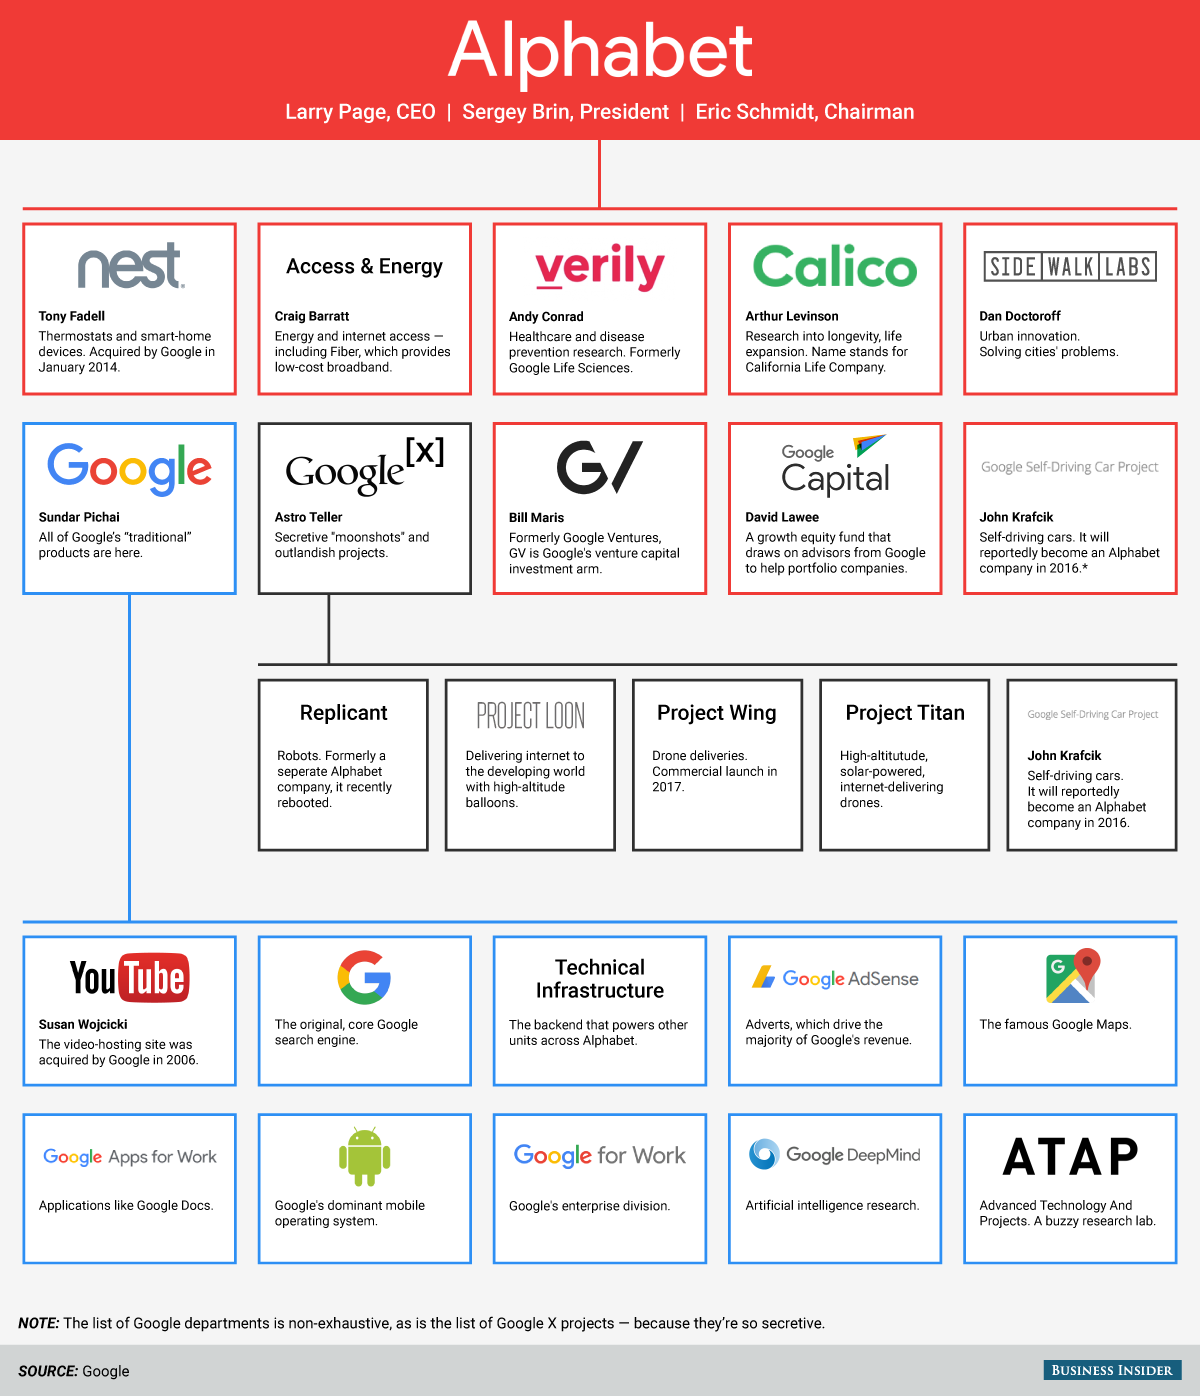 Alphabet
Larry Page, CEO | Sergey Brin, President | Eric Schmidt, Chairman
nest
Tony Fadell
Thermostats and smart-home
devices. Acquired by Google in
January 2014.
Access & Energy
Craig Barratt
Energy and internet access —
including Fiber, which provides
low-cost broadband.
verily
Andy Conrad
Healthcare and disease
prevention research. Formerly
Google Life Sciences.
Calico
Arthur Levinson
Research into longevity, life
expansion. Name stands for
California Life Company.
SIDE WALK LABS
Dan Doctoroff
Urban innovation.
Solving cities' problems.
Google
Sundar Pichai
All of Google's “traditional”
products are here.
Google[x]
Astro Teller
Secretive "moonshots" and
outlandish projects.
GV
Bill Maris
Formerly Google Ventures,
GV is Google's venture capital
investment arm.
Google
Capital
David Lawee
A growth equity fund that
draws on advisors from Google
to help portfolio companies.
Google Self-Driving Car Project
John Krafcik
Self-driving cars. It will
reportedly become an Alphabet
company in 2016.*
Replicant
Robots. Formerly a
seperate Alphabet
company, it recently
rebooted.
PROJECT LOON
Delivering internet to
the developing world
with high-altitude
balloons.
Project Wing
Drone deliveries.
Commercial launch in
2017.
Project Titan
High-altitutude,
solar-powered,
internet-delivering
drones.
Google Self-Driving Car Project
John Krafcik
Self-driving cars.
It will reportedly
become an Alphabet
company in 2016.
YouTube
Susan Wojcicki
The video-hosting site was
acquired by Google in 2006.
G
The original, core Google
search engine.
Technical
Infrastructure
The backend that powers other
units across Alphabet.
Google AdSense
Adverts, which drive the
majority of Google's revenue.
G
The famous Google Maps.
Google Apps for Work
Applications like Google Docs.
Google's dominant mobile
operating system.
Google for Work
Google's enterprise division.
Google DeepMind
Artificial intelligence research.
ATAP
Advanced Technology And
Projects. A buzzy research lab.
NOTE: The list of Google departments is non-exhaustive, as is the list of Google X projects — because they're so secretive.
SOURCE: Google
BUSINESS INSIDER